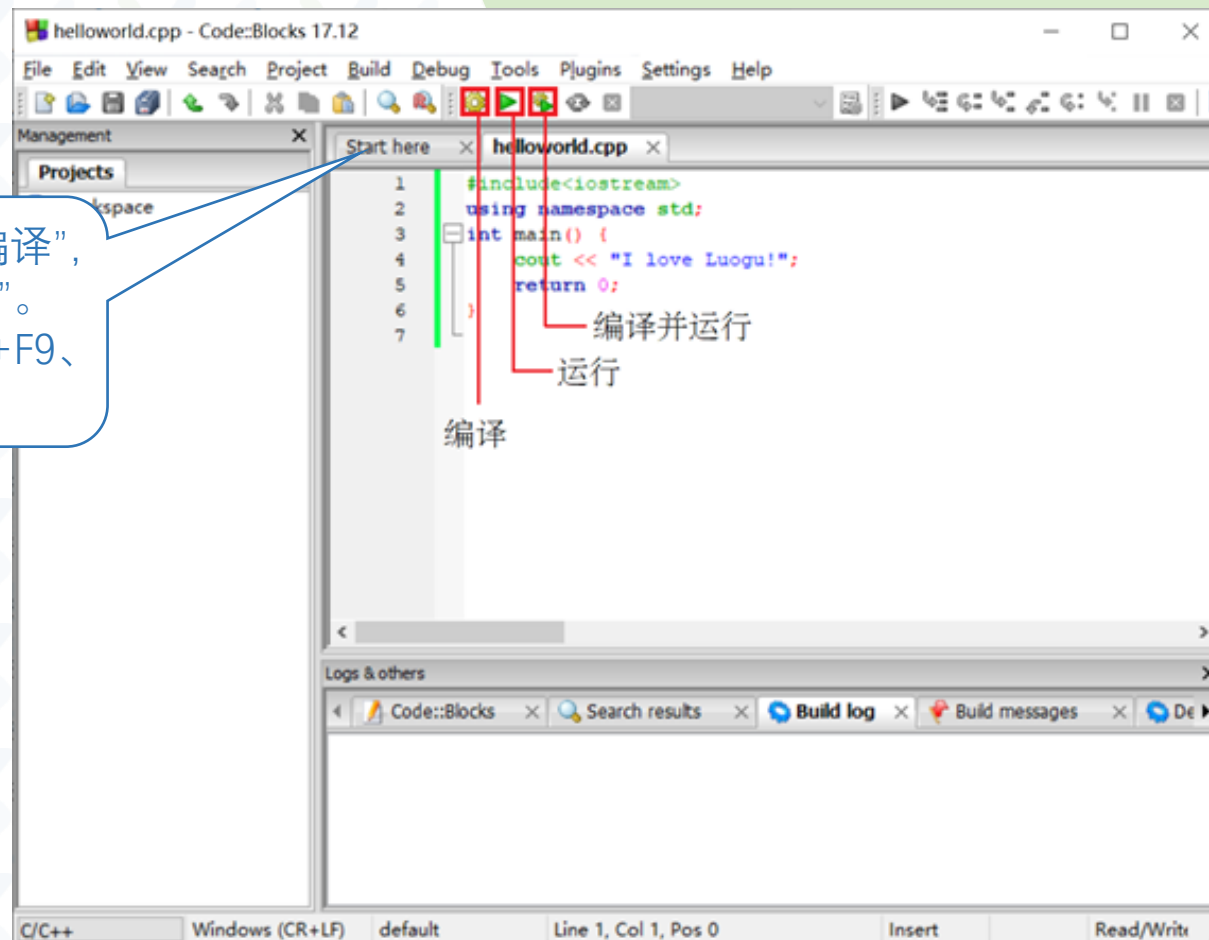 helloworld.cpp - Code::Blocks 17.12
File Edit View Search Project Build Debug Tools Plugins Settings Help
Management
Projects
Start here
helloworld.cpp
kspace
编译”,
”。
+F9、
1 #include<iostream>
2 using namespace std;
3 int main() {
4 cout << "I love Luogu!";
5 return 0;
6 }
7
编译并运行
运行
编译
Logs & others
Code::Blocks
Search results
Build log
Build messages
De
C/C++
Windows (CR+LF)
default
Line 1, Col 1, Pos 0
Insert
Read/Write